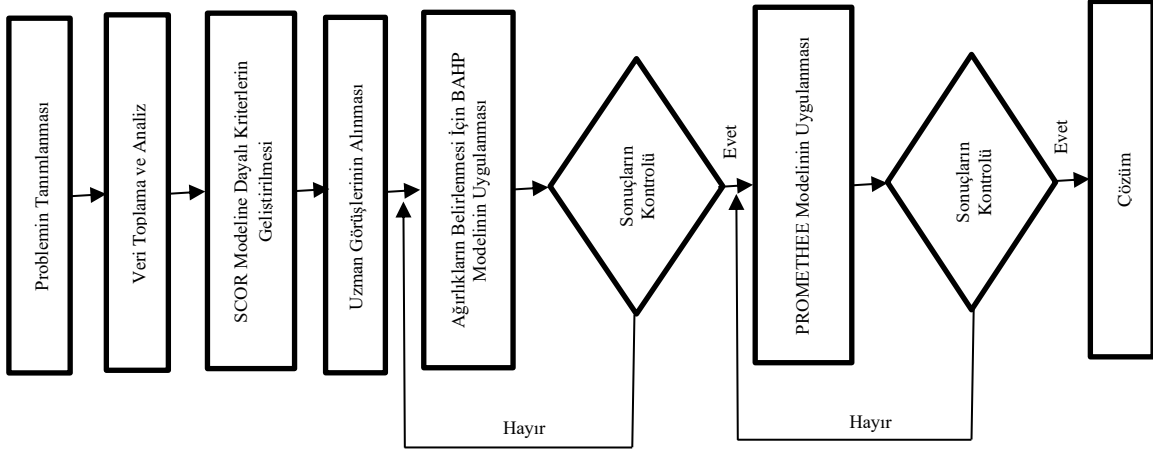 Problemin Tanımlanması
Veri Toplama ve Analiz
SCOR Modeline Dayalı Kriterlerin
Gelistirilmesi
Uzman Görüşlerinin Alınması
Ağırlıkların Belirlenmesi İçin BAHP
Modelinin Uygulanması
Sonuçların
Kontrolü
Evet
Hayır
PROMETHEE Modelinin Uygulanması
Sonuçların
Kontrolü
Evet
Hayır
Çözüm